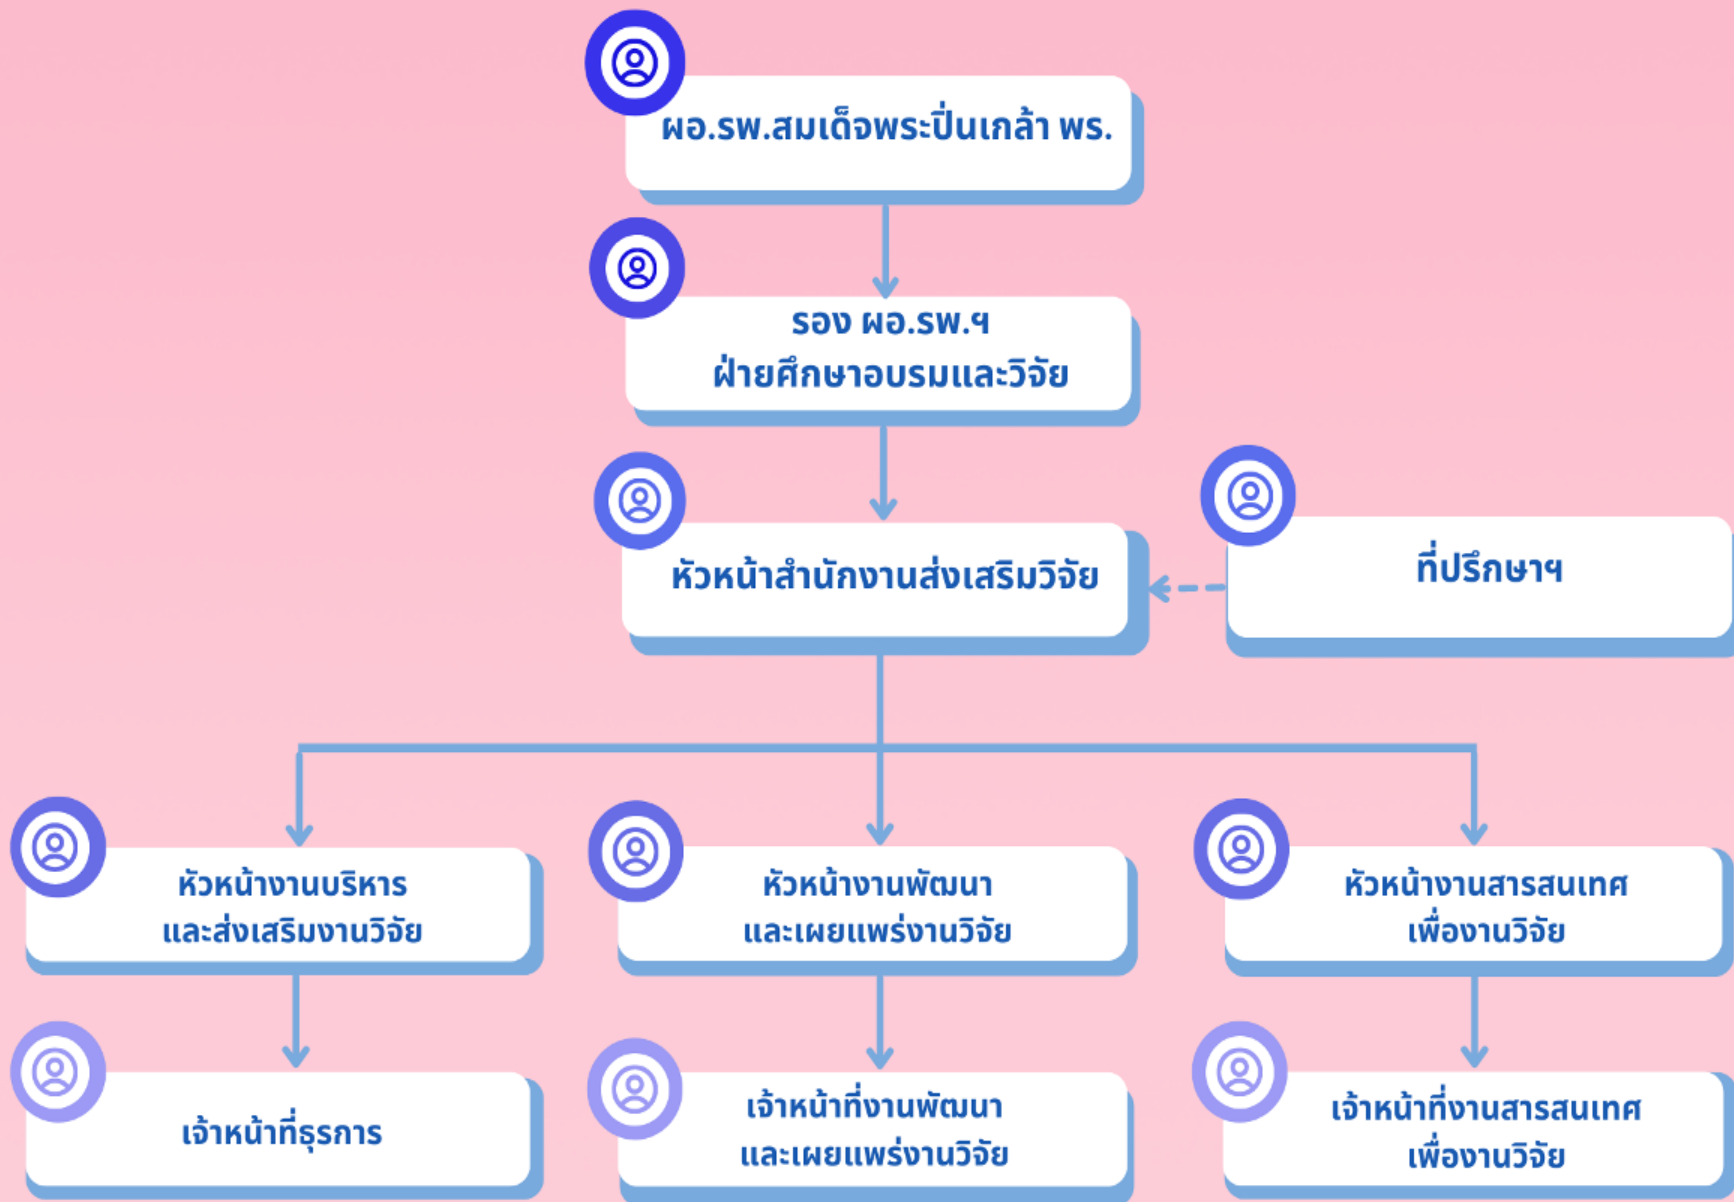 ผอ.รพ.สมเด็จพระปิ่นเกล้า พร.
รอง ผอ.รพ.ฯ
ฝ่ายศึกษาอบรมและวิจัย
หัวหน้าสำนักงานส่งเสริมวิจัย
ที่ปรึกษาฯ
หัวหน้างานบริหาร
และส่งเสริมงานวิจัย
หัวหน้างานพัฒนา
และเผยแพร่งานวิจัย
หัวหน้างานสารสนเทศ
เพื่องานวิจัย
เจ้าหน้าที่ธุรการ
เจ้าหน้าที่งานพัฒนา
และเผยแพร่งานวิจัย
เจ้าหน้าที่งานสารสนเทศ
เพื่องานวิจัย